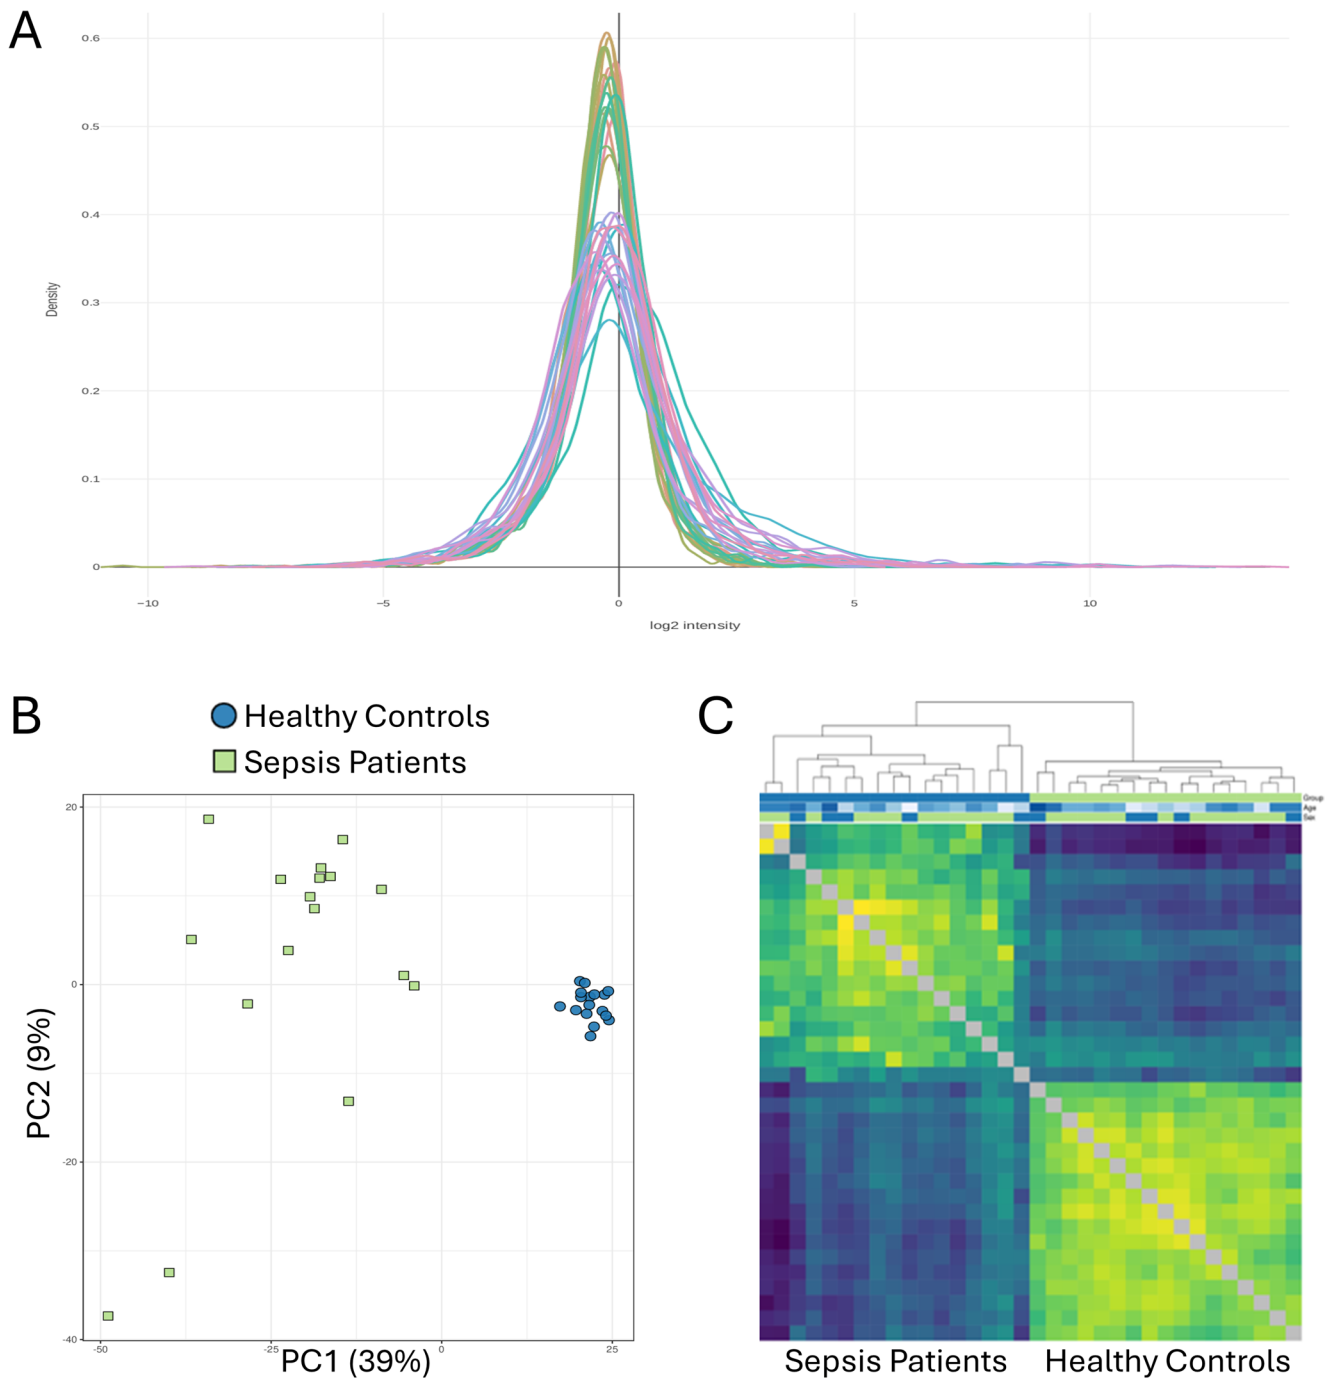 A
0.6
0.5
0.4
0.3
0.2
0.1
0
Density
−10
−5
0
5
10
log2 intensity
B
Healthy Controls
Sepsis Patients
20
0
-20
-40
PC2 (9%)
-50
-25
0
25
PC1 (39%)
C
Group
Age
Sex
Sepsis Patients
Healthy Controls